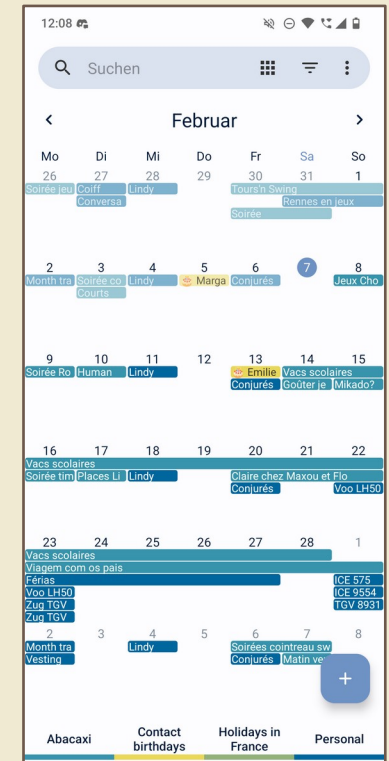 12:08
Suchen
Februar
Mo Di Mi Do Fr Sa So
26 27 28 29 30 31 1
Soirée jeu Coiff Lindy Tours'n Swing
Conversa Rennes en jeux
Soirée
2 3 4 5 6 7 8
Month tra Soirée co Lindy Marga Conjurés Jeux Cho
Courts
9 10 11 12 13 14 15
Soirée Ro Human Lindy Emilie Vacs scolaires
Conjurés Goûter je Mikado?
16 17 18 19 20 21 22
Vacs scolaires
Soirée tim Places Li Lindy Claire chez Maxou et Flo
Conjurés Voo LH50
23 24 25 26 27 28 1
Vacs scolaires
Viagem com os pais
Férias ICE 575
Voo LH50 ICE 9554
Zug TGV TGV 8931
Zug TGV
2 3 4 5 6 7 8
Month tra Lindy Soirées cointreau sw
Vesting Conjurés Matin ve
Abacaxi Contact birthdays Holidays in France Personal